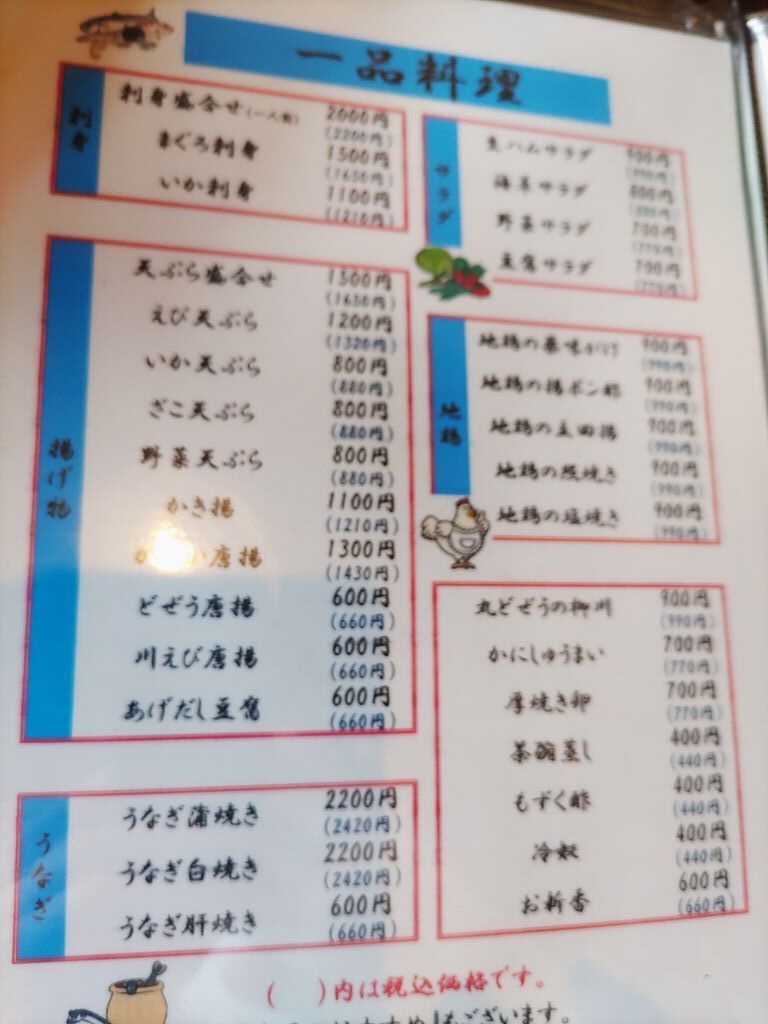 一品料理
刺身
刺身盛合せ(一人前) 2000円
(2200円)
まぐろ刺身 1500円
(1650円)
いか刺身 1100円
(1210円)
揚げ物
天ぷら盛合せ 1500円
(1650円)
えび天ぷら 1200円
(1320円)
いか天ぷら 800円
(880円)
ざこ天ぷら 800円
(880円)
野菜天ぷら 800円
(880円)
かき揚 1100円
(1210円)
い唐揚 1300円
(1430円)
どぜう唐揚 600円
(660円)
川えび唐揚 600円
(660円)
あげだし豆腐 600円
(660円)
うなぎ
うなぎ蒲焼き 2200円
(2420円)
うなぎ白焼き 2200円
(2420円)
うなぎ肝焼き 600円
(660円)
サラダ
生ハムサラダ 900円
(990円)
海草サラダ 800円
(880円)
野菜サラダ 700円
(770円)
豆腐サラダ 700円
(770円)
地鶏
地鶏の薬味がけ 900円
(990円)
地鶏の揚ポン酢 900円
(990円)
地鶏の立田揚 900円
(990円)
地鶏の照焼き 900円
(990円)
地鶏の塩焼き 900円
(990円)
丸どぜうの柳川 900円
(990円)
かにしゅうまい 700円
(770円)
厚焼き卵 700円
(770円)
茶碗蒸し 400円
(440円)
もずく酢 400円
(440円)
冷奴 400円
(440円)
お新香 600円
(660円)
( )内は税込価格です。
もございます。